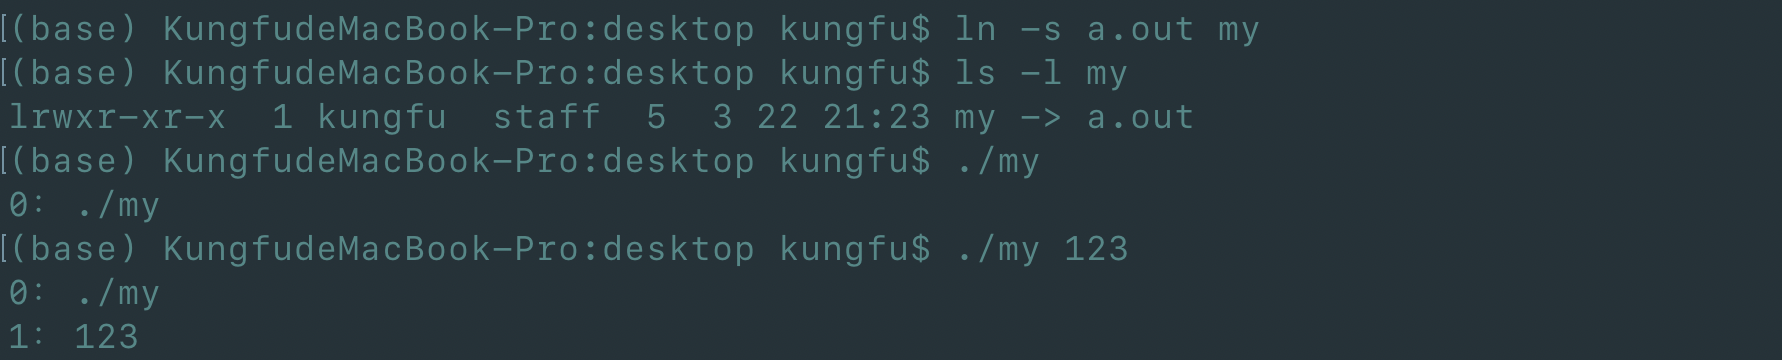 [(base) KungfudeMacBook-Pro:desktop kungfu$ ln -s a.out my
[(base) KungfudeMacBook-Pro:desktop kungfu$ ls -l my
lrwxr-xr-x  1 kungfu  staff  5  3 22 21:23 my -> a.out
[(base) KungfudeMacBook-Pro:desktop kungfu$ ./my
0: ./my
[(base) KungfudeMacBook-Pro:desktop kungfu$ ./my 123
0: ./my
1: 123